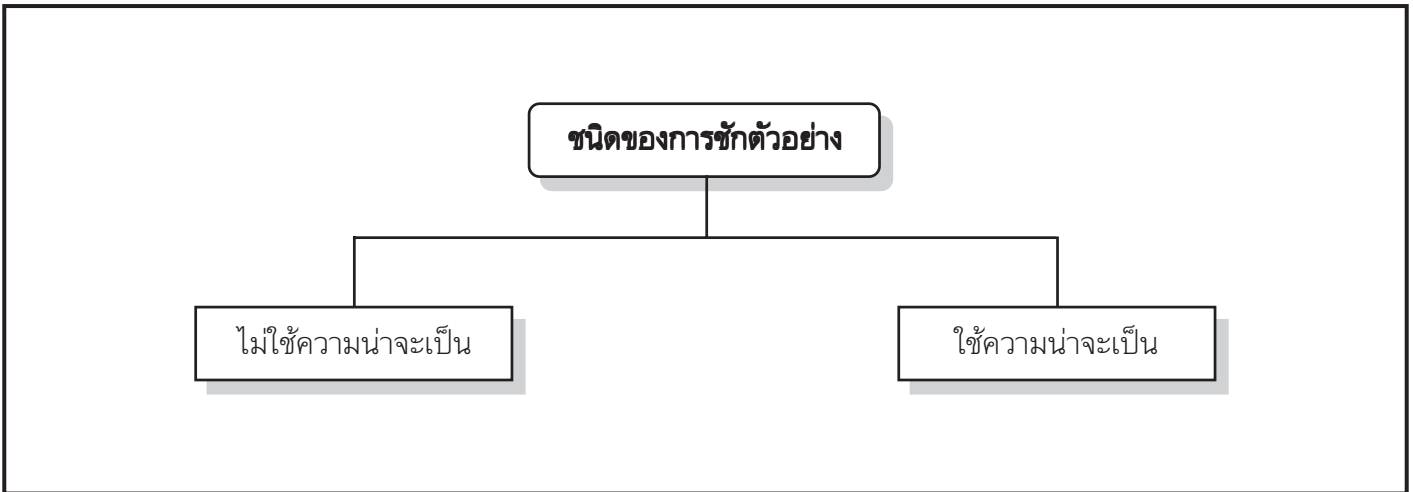 ชนิดของการชักตัวอย่าง
ไม่ใช้ความน่าจะเป็น
ใช้ความน่าจะเป็น